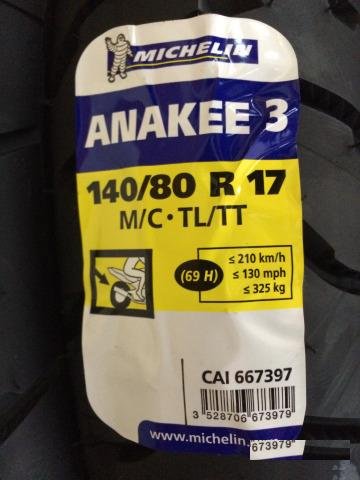 MICHELIN
ANAKEE 3
140/80 R 17
M/C · TL/TT
(69 H)
≤ 210 km/h
≤ 130 mph
≤ 325 kg
CAI 667397
3 528706 673979
673979
www.michelin